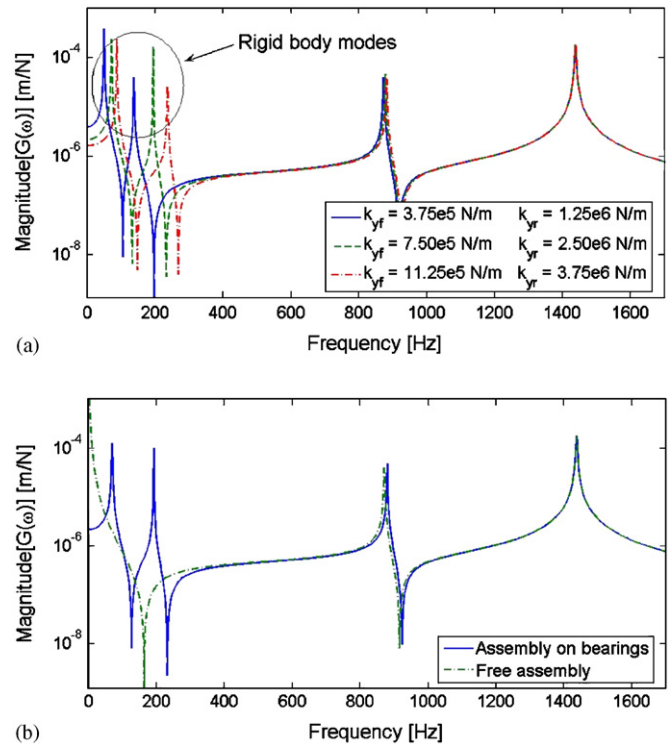 Rigid body modes
Magnitude[G(ω)] [m/N]
10⁻⁴
10⁻⁶
10⁻⁸
k_yf = 3.75e5 N/m k_yr = 1.25e6 N/m
k_yf = 7.50e5 N/m k_yr = 2.50e6 N/m
k_yf = 11.25e5 N/m k_yr = 3.75e6 N/m
0 200 400 600 800 1000 1200 1400 1600
(a) Frequency [Hz]
Magnitude[G(ω)] [m/N]
10⁻⁴
10⁻⁶
10⁻⁸
Assembly on bearings
Free assembly
0 200 400 600 800 1000 1200 1400 1600
(b) Frequency [Hz]